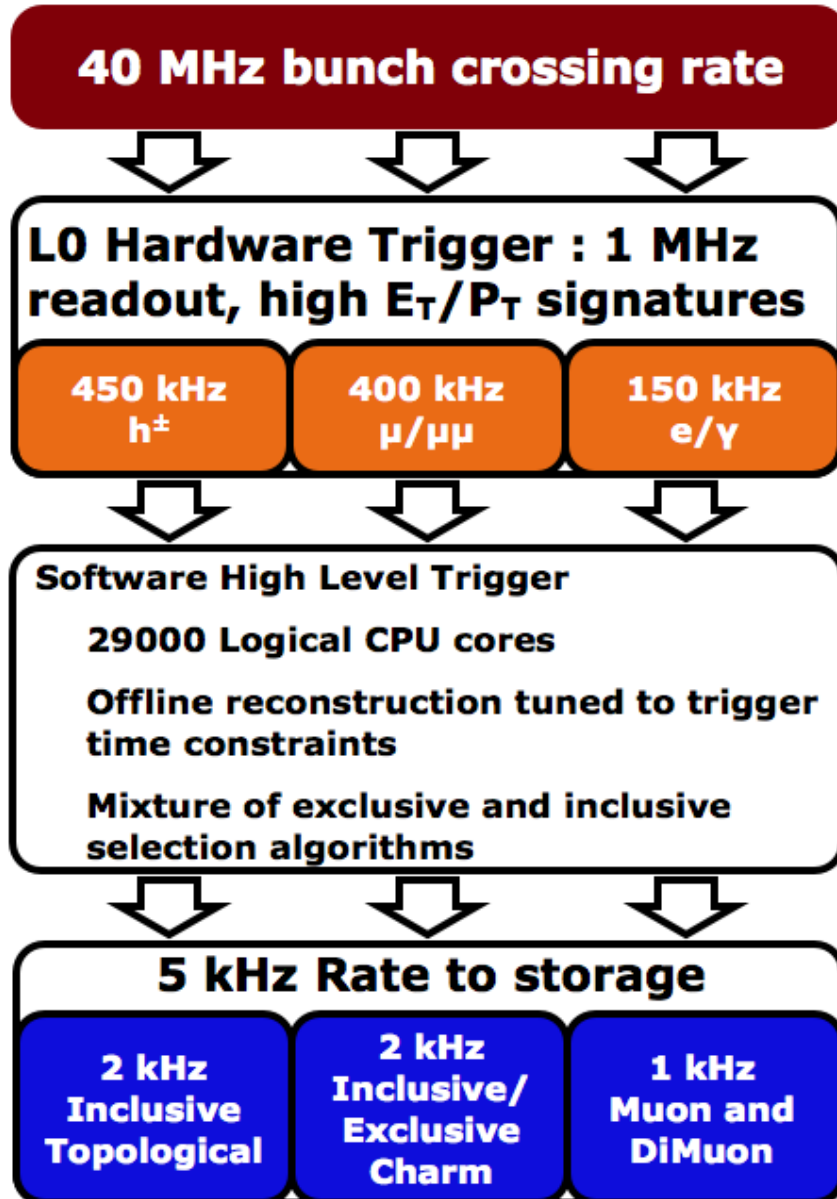 40 MHz bunch crossing rate
L0 Hardware Trigger : 1 MHz
readout, high E_T/P_T signatures
450 kHz
h±
400 kHz
μ/μμ
150 kHz
e/γ
Software High Level Trigger
29000 Logical CPU cores
Offline reconstruction tuned to trigger
time constraints
Mixture of exclusive and inclusive
selection algorithms
5 kHz Rate to storage
2 kHz
Inclusive
Topological
2 kHz
Inclusive/
Exclusive
Charm
1 kHz
Muon and
DiMuon